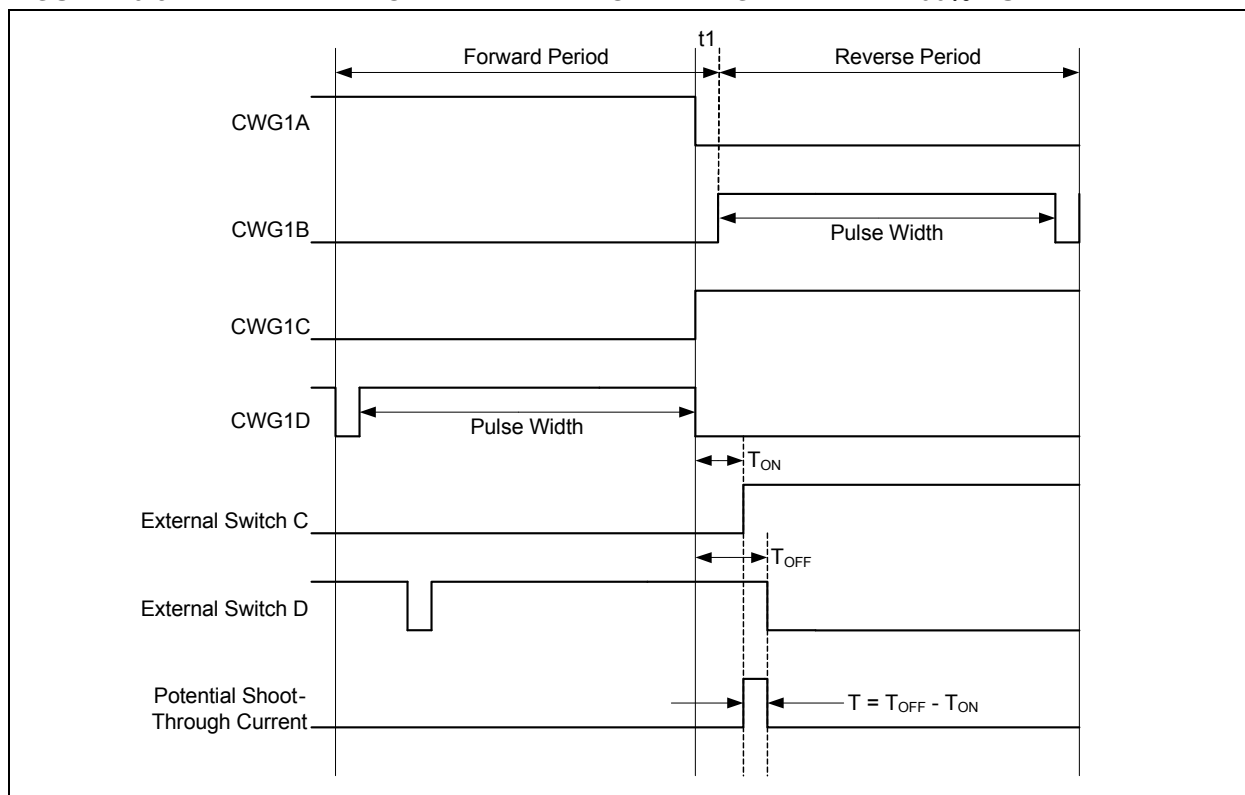 t1
Forward Period
Reverse Period
CWG1A
CWG1B
Pulse Width
CWG1C
CWG1D
Pulse Width
TON
External Switch C
TOFF
External Switch D
Potential Shoot-
Through Current
T = TOFF - TON